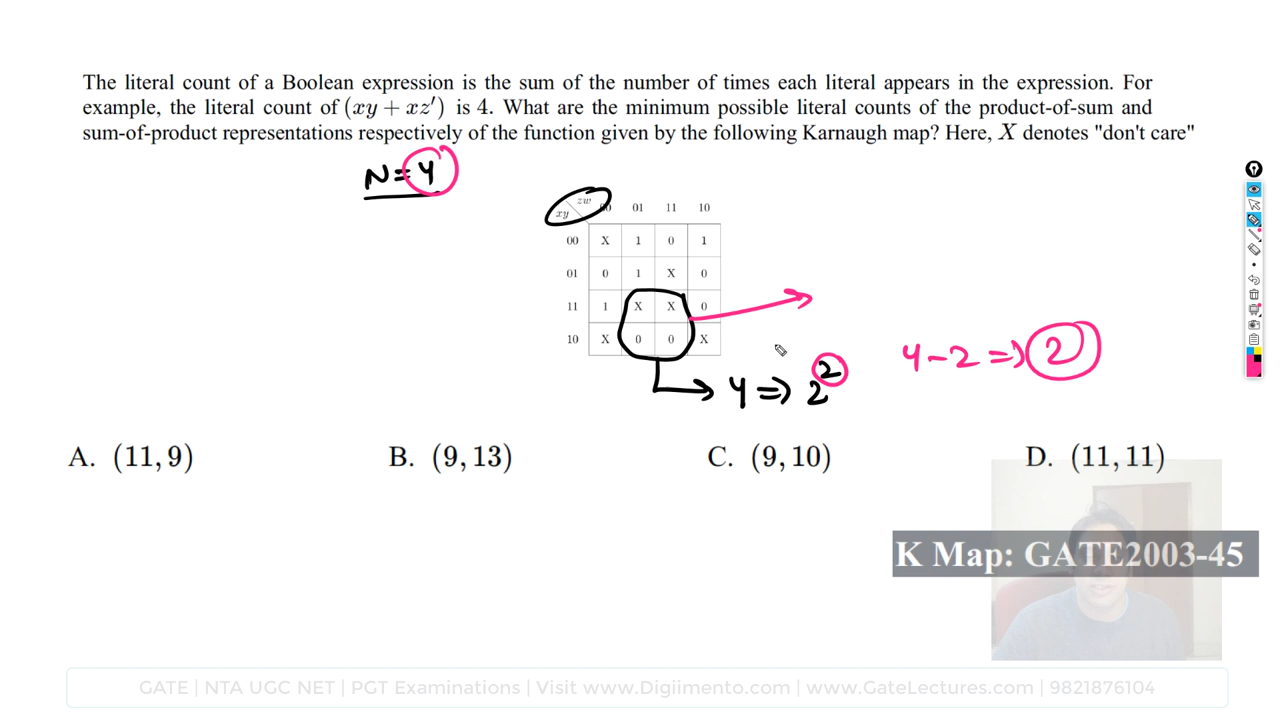 The literal count of a Boolean expression is the sum of the number of times each literal appears in the expression. For
example, the literal count of (xy + xz′) is 4. What are the minimum possible literal counts of the product-of-sum and
sum-of-product representations respectively of the function given by the following Karnaugh map? Here, X denotes "don't care"
N=4
zw
xy
00 01 11 10
00 X 1 0 1
01 0 1 X 0
11 1 X X 0
10 X 0 0 X
4 ⇒ 2²
4-2 ⇒ 2
A. (11, 9) B. (9, 13) C. (9, 10) D. (11, 11)
K Map: GATE2003-45
GATE | NTA UGC NET | PGT Examinations | Visit www.Digiimento.com | www.GateLectures.com | 9821876104